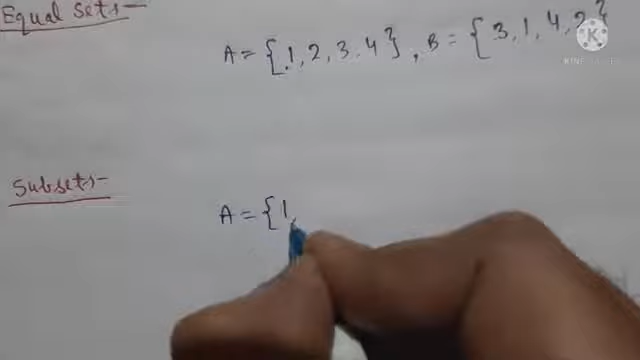 Equal Sets-
A = {1, 2, 3, 4}, B = {3, 1, 4, 2}
Subsets-
A = {1,